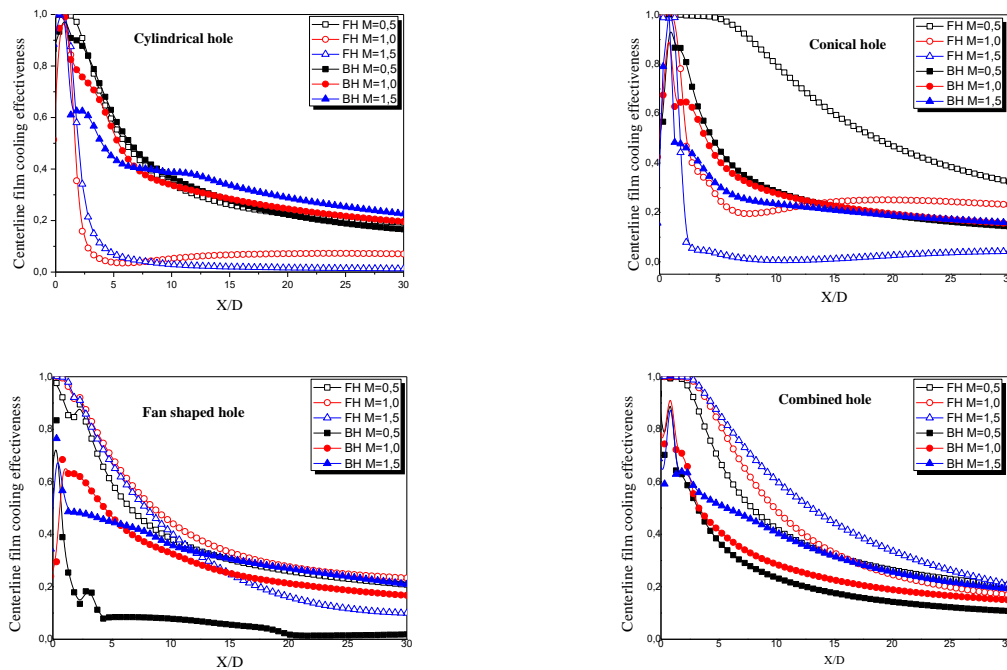 Centerline film cooling effectiveness
1,0
0,8
0,6
0,4
0,2
0,0
0
5
10
15
20
25
30
X/D
Cylindrical hole
FH M=0,5
FH M=1,0
FH M=1,5
BH M=0,5
BH M=1,0
BH M=1,5
Centerline film cooling effectiveness
1,0
0,8
0,6
0,4
0,2
0,0
0
5
10
15
20
25
30
X/D
Conical hole
FH M=0,5
FH M=1,0
FH M=1,5
BH M=0,5
BH M=1,0
BH M=1,5
Centerline film cooling effectiveness
1,0
0,8
0,6
0,4
0,2
0,0
0
5
10
15
20
25
30
X/D
Fan shaped hole
FH M=0,5
FH M=1,0
FH M=1,5
BH M=0,5
BH M=1,0
BH M=1,5
Centerline film cooling effectiveness
1,0
0,8
0,6
0,4
0,2
0,0
0
5
10
15
20
25
30
X/D
Combined hole
FH M=0,5
FH M=1,0
FH M=1,5
BH M=0,5
BH M=1,0
BH M=1,5